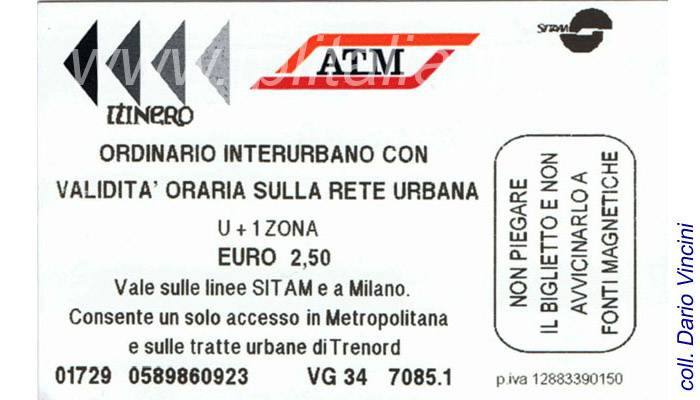 www.tplitalia
ATM
SITAM
ITINERO
ORDINARIO INTERURBANO CON
VALIDITA' ORARIA SULLA RETE URBANA
U + 1 ZONA
EURO 2,50
Vale sulle linee SITAM e a Milano.
Consente un solo accesso in Metropolitana
e sulle tratte urbane di Trenord
01729 0589860923 VG 34 7085.1
NON PIEGARE
IL BIGLIETTO E NON
AVVICINARLO A
FONTI MAGNETICHE
p.iva 12883390150
coll. Dario Vincini